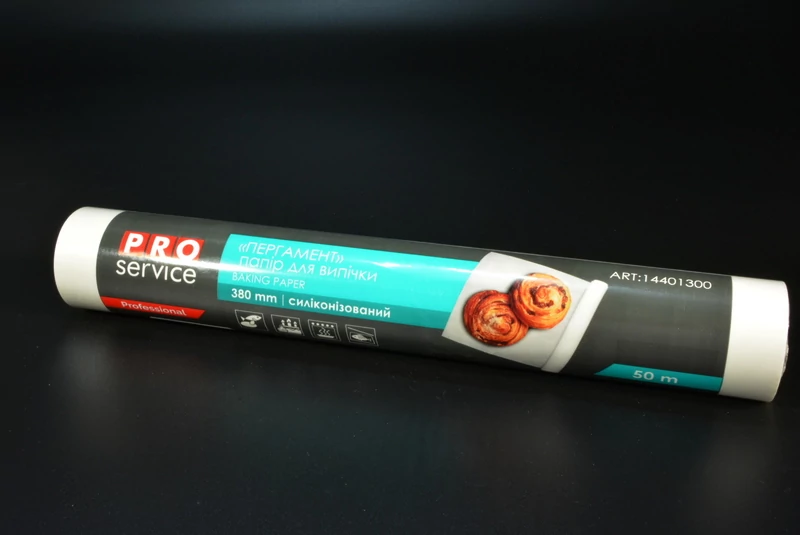 PRO
service
Professional
«ПЕРГАМЕНТ»
папір для випічки
BAKING PAPER
380 mm | силіконізований
ART:14401300
50 m